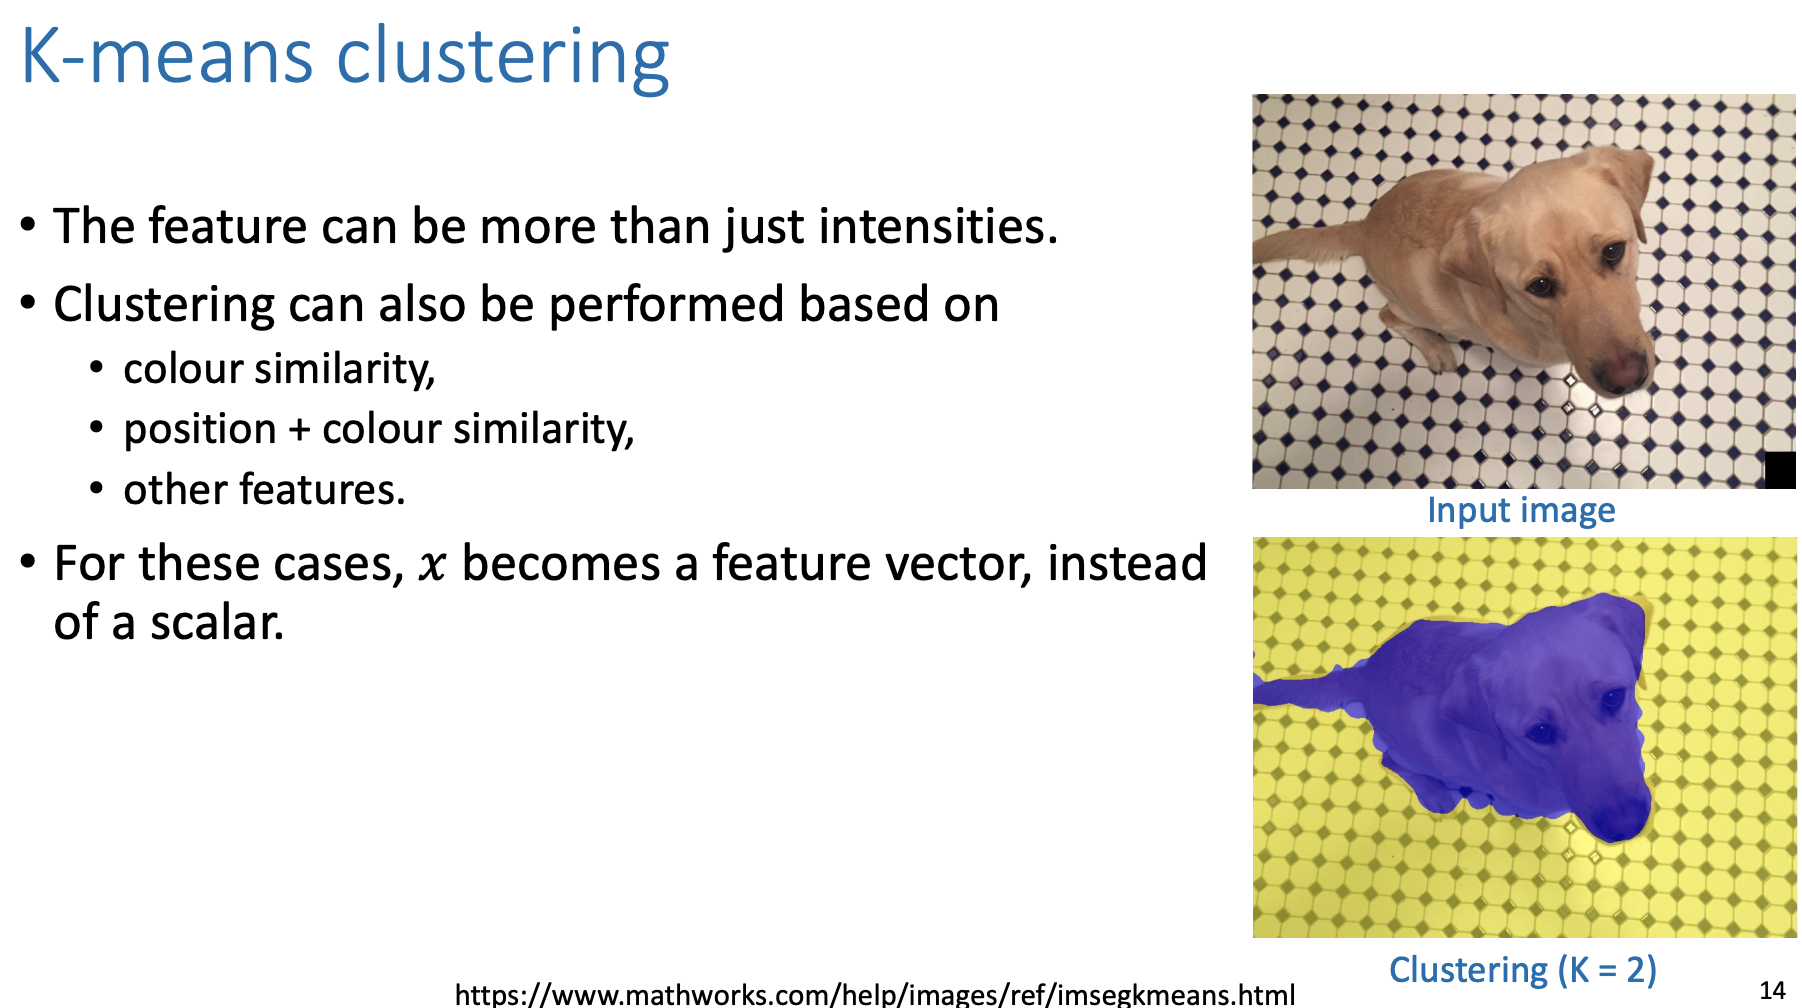 K-means clustering
• The feature can be more than just intensities.
• Clustering can also be performed based on
• colour similarity,
• position + colour similarity,
• other features.
• For these cases, 𝑥 becomes a feature vector, instead
of a scalar.
Input image
Clustering (K = 2)
https://www.mathworks.com/help/images/ref/imsegkmeans.html
14